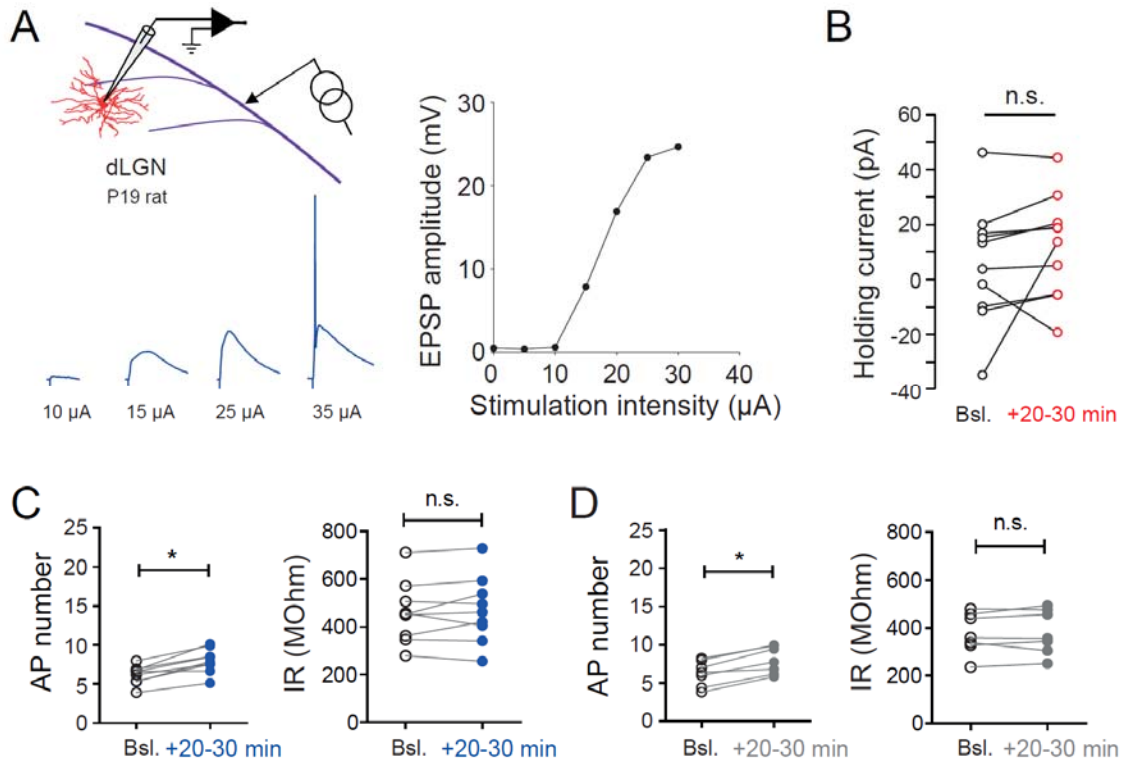 A
dLGN
P19 rat
10 µA
15 µA
25 µA
35 µA
EPSP amplitude (mV)
30
20
10
0
0
10
20
30
40
Stimulation intensity (µA)
B
n.s.
Holding current (pA)
60
40
20
0
-20
-40
Bsl. +20-30 min
C
AP number
25
20
15
10
5
0
*
Bsl. +20-30 min
n.s.
IR (MOhm)
800
600
400
200
0
Bsl. +20-30 min
D
AP number
25
20
15
10
5
0
*
Bsl. +20-30 min
n.s.
IR (MOhm)
800
600
400
200
0
Bsl. +20-30 min